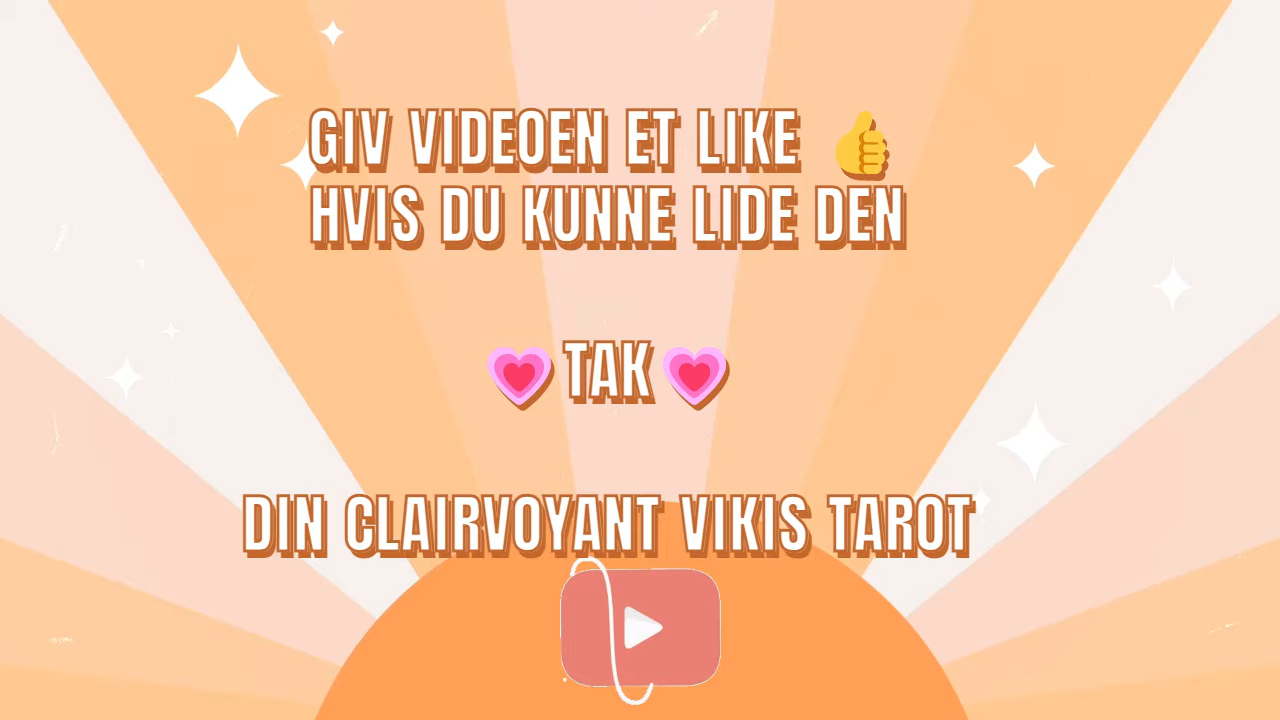 GIV VIDEOEN ET LIKE 👍
HVIS DU KUNNE LIDE DEN
💗TAK💗
DIN CLAIRVOYANT VIKIS TAROT